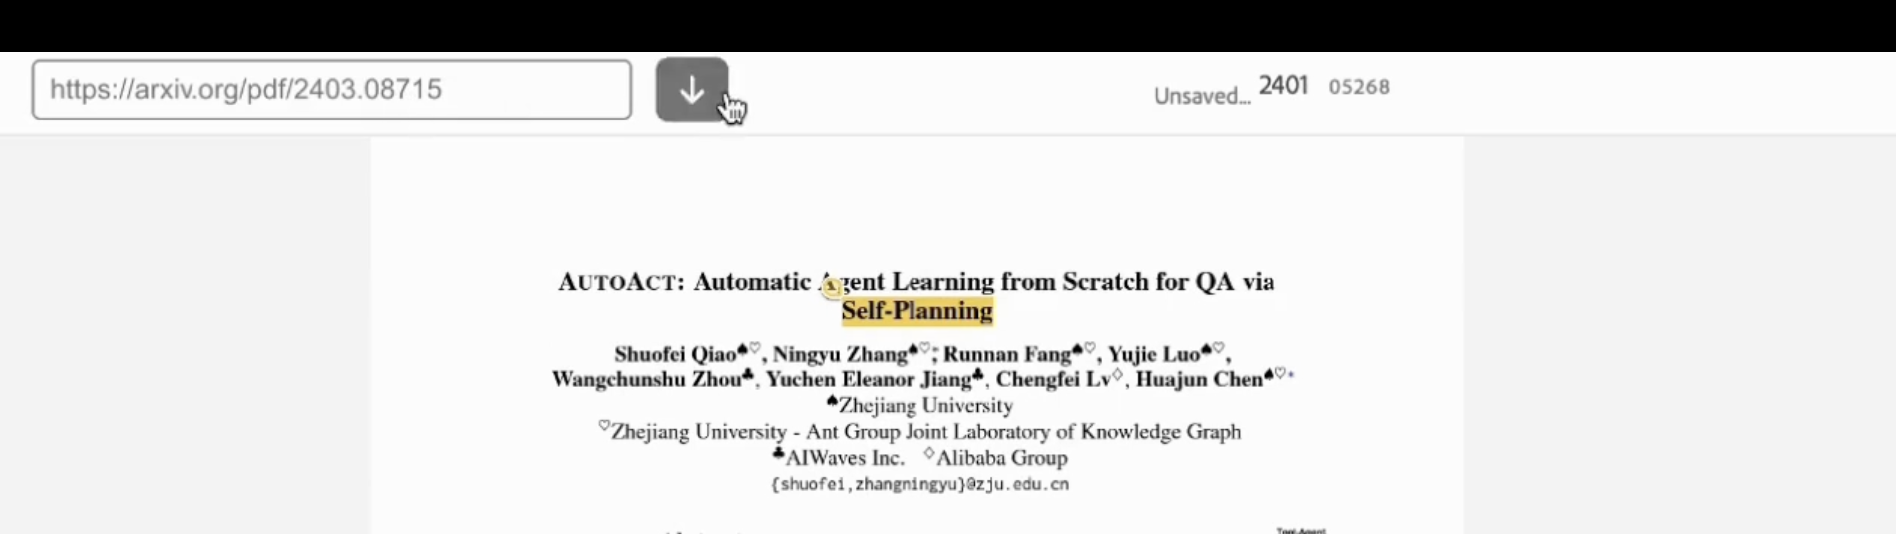 https://arxiv.org/pdf/2403.08715
Unsaved... 2401 05268
AUTOACT: Automatic Agent Learning from Scratch for QA via
Self-Planning
Shuofei Qiao♠♡, Ningyu Zhang♠♡*, Runnan Fang♠♡, Yujie Luo♠♡,
Wangchunshu Zhou♣, Yuchen Eleanor Jiang♣, Chengfei Lv♢, Huajun Chen♠♡*
♠Zhejiang University
♡Zhejiang University - Ant Group Joint Laboratory of Knowledge Graph
♣AIWaves Inc. ♢Alibaba Group
{shuofei,zhangningyu}@zju.edu.cn